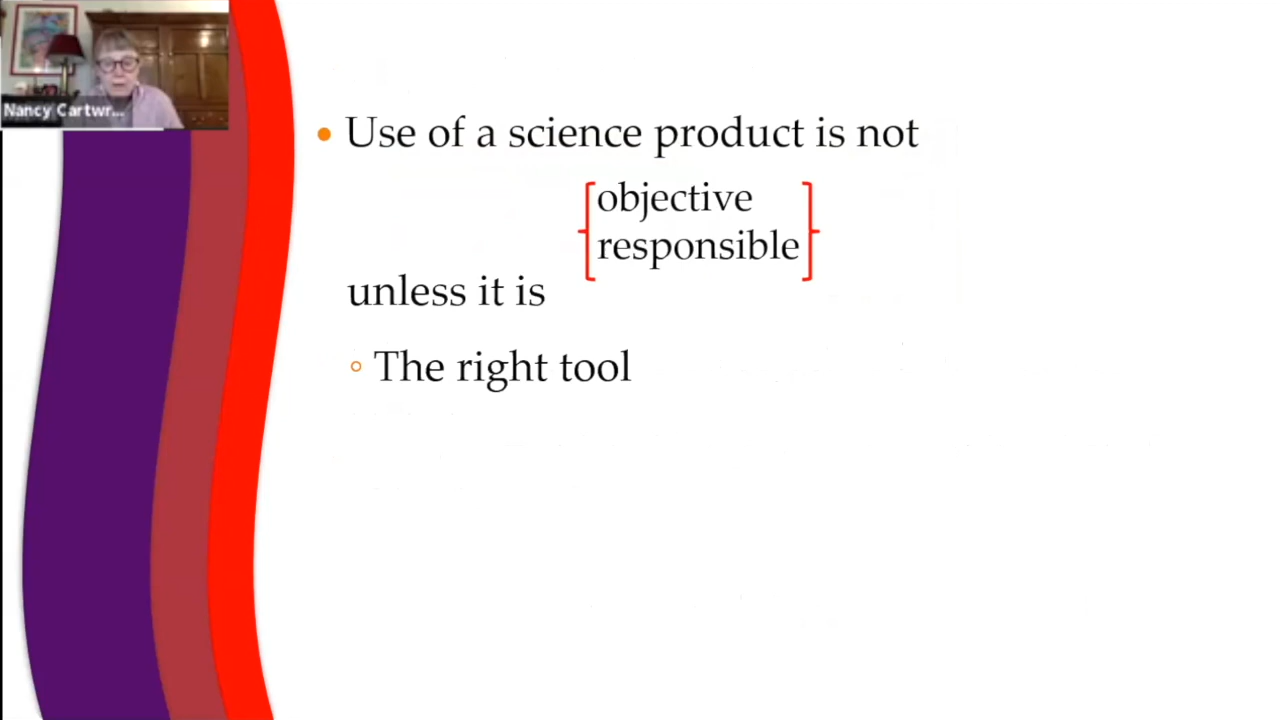 Nancy Cartwr...
• Use of a science product is not
objective
responsible
unless it is
◦ The right tool